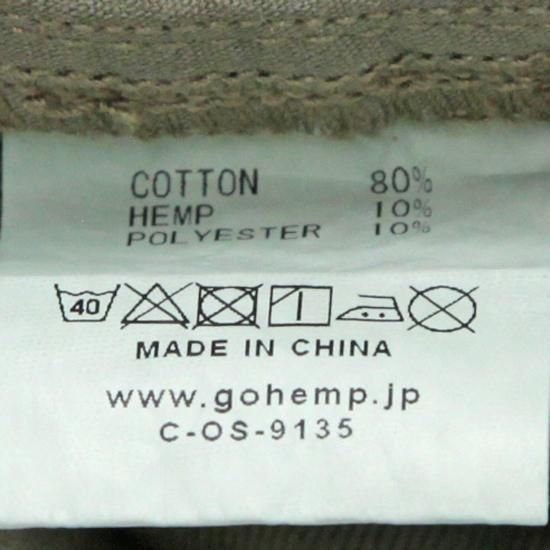 COTTON 80%
HEMP 10%
POLYESTER 10%
40
MADE IN CHINA
www.gohemp.jp
C-OS-9135